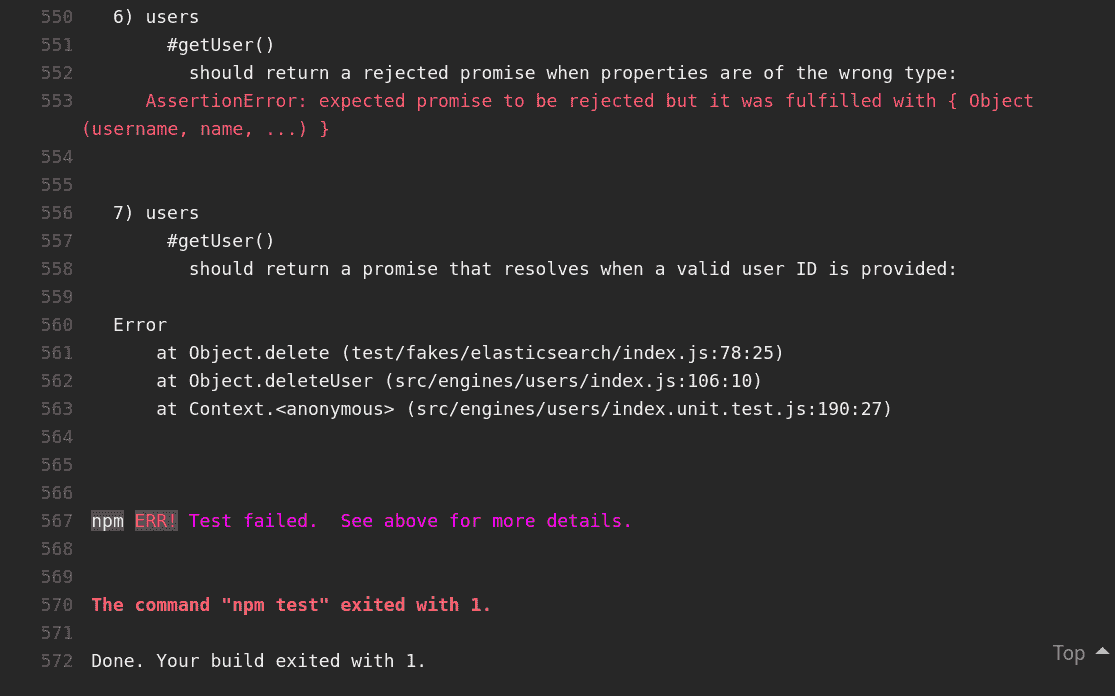 550 6) users
551 #getUser()
552 should return a rejected promise when properties are of the wrong type:
553 AssertionError: expected promise to be rejected but it was fulfilled with { Object
(username, name, ...) }
554
555
556 7) users
557 #getUser()
558 should return a promise that resolves when a valid user ID is provided:
559
560 Error
561 at Object.delete (test/fakes/elasticsearch/index.js:78:25)
562 at Object.deleteUser (src/engines/users/index.js:106:10)
563 at Context.<anonymous> (src/engines/users/index.unit.test.js:190:27)
564
565
566
567 npm ERR! Test failed.  See above for more details.
568
569
570 The command "npm test" exited with 1.
571
572 Done. Your build exited with 1.
Top